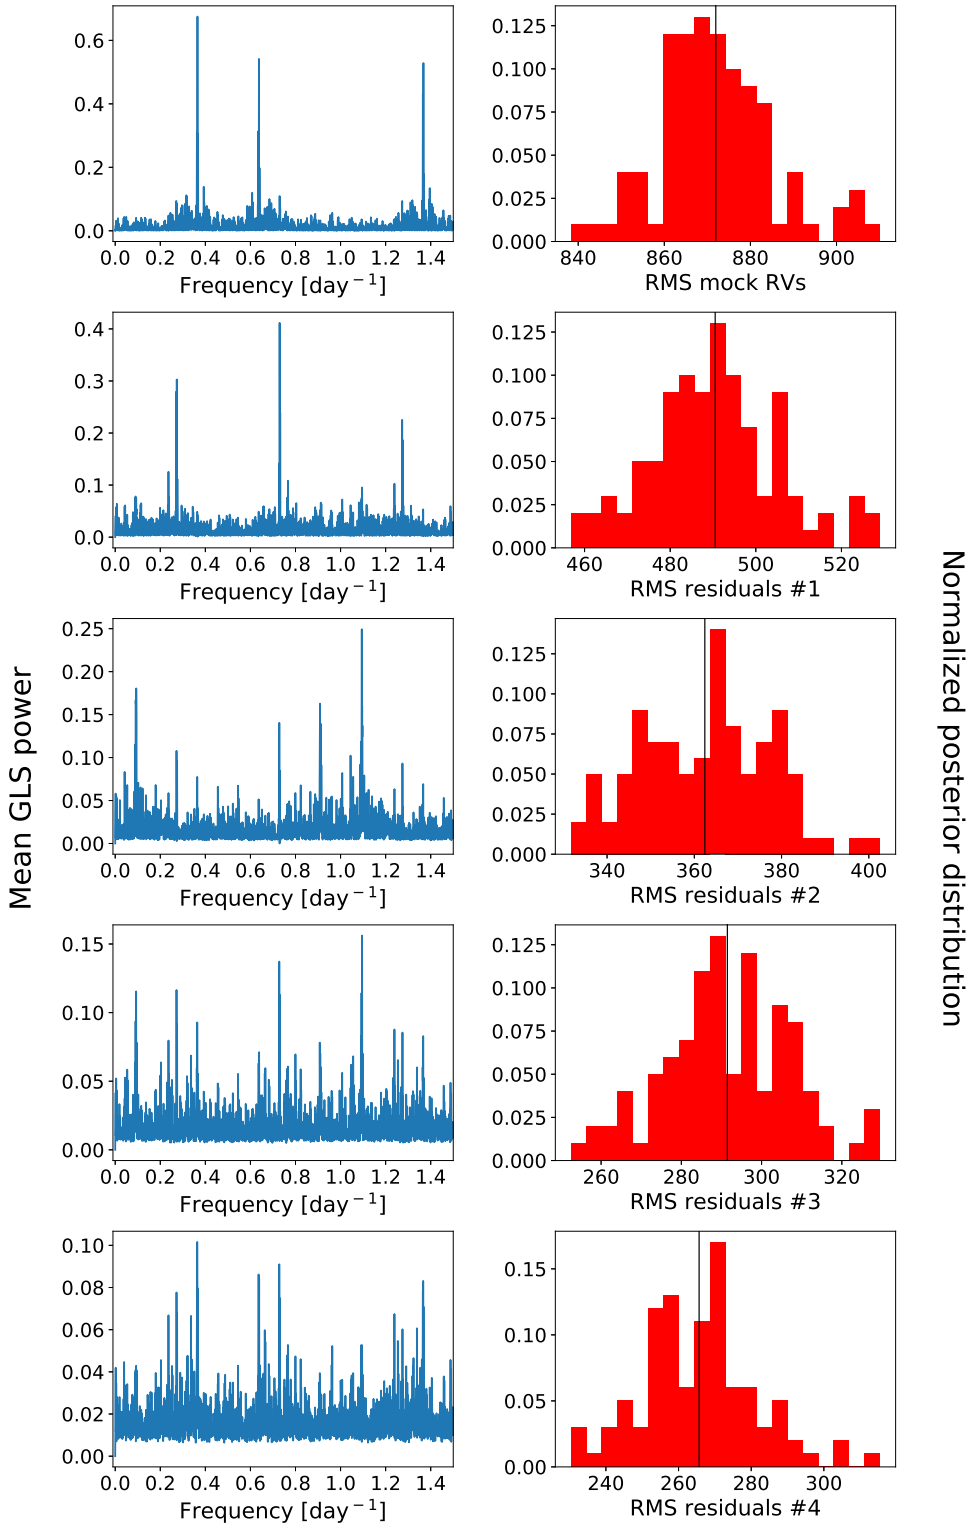 0.6
0.4
0.2
0.0
0.0 0.2 0.4 0.6 0.8 1.0 1.2 1.4
Frequency [day⁻¹]
0.125
0.100
0.075
0.050
0.025
0.000
840 860 880 900
RMS mock RVs
0.4
0.3
0.2
0.1
0.0
0.0 0.2 0.4 0.6 0.8 1.0 1.2 1.4
Frequency [day⁻¹]
0.125
0.100
0.075
0.050
0.025
0.000
460 480 500 520
RMS residuals #1
0.25
0.20
0.15
0.10
0.05
0.00
0.0 0.2 0.4 0.6 0.8 1.0 1.2 1.4
Frequency [day⁻¹]
0.125
0.100
0.075
0.050
0.025
0.000
340 360 380 400
RMS residuals #2
0.15
0.10
0.05
0.00
0.0 0.2 0.4 0.6 0.8 1.0 1.2 1.4
Frequency [day⁻¹]
0.125
0.100
0.075
0.050
0.025
0.000
260 280 300 320
RMS residuals #3
0.10
0.08
0.06
0.04
0.02
0.00
0.0 0.2 0.4 0.6 0.8 1.0 1.2 1.4
Frequency [day⁻¹]
0.15
0.10
0.05
0.00
240 260 280 300
RMS residuals #4
Mean GLS power
Normalized posterior distribution